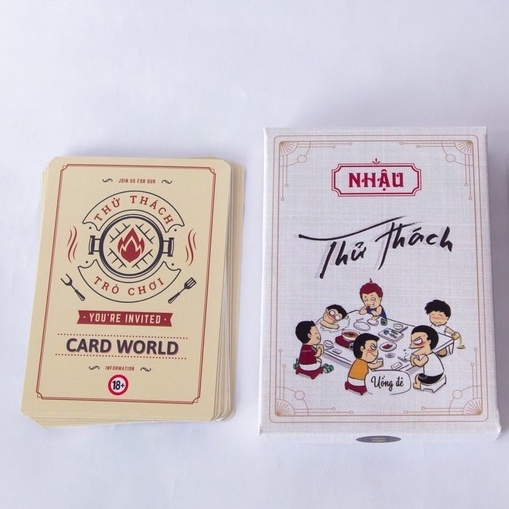 JOIN US FOR OUR
THỬ THÁCH
TRÒ CHƠI
YOU'RE INVITED
CARD WORLD
INFORMATION
18+
NHẬU
Thử thách
Uống dê